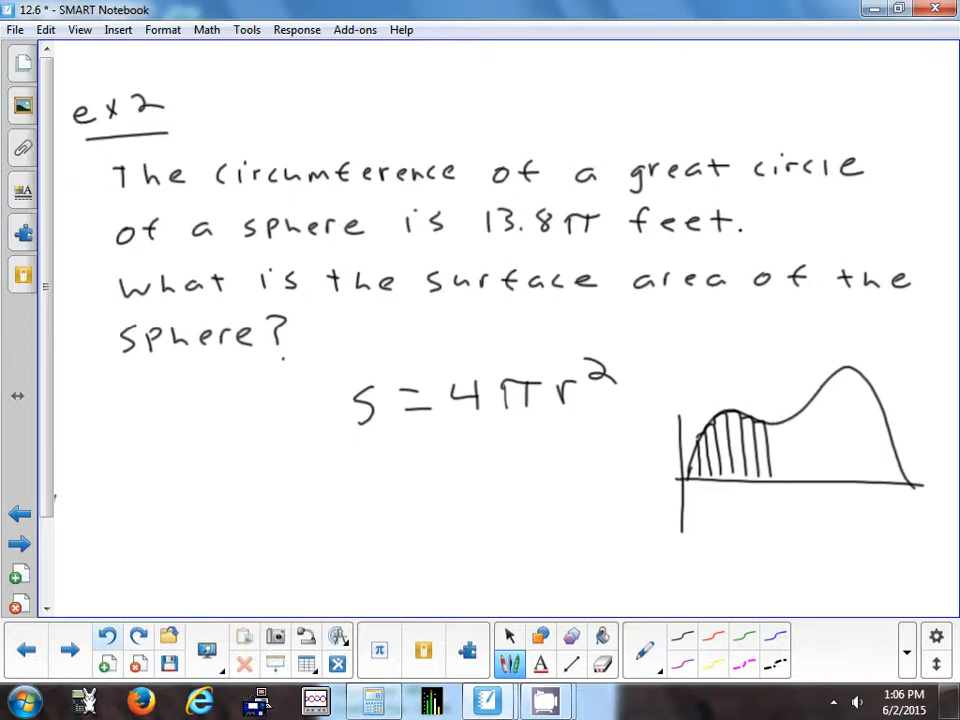 12.6 * - SMART Notebook
File Edit View Insert Format Math Tools Response Add-ons Help
ex 2
The circumference of a great circle
of a sphere is 13.8π feet.
What is the surface area of the
sphere?
S = 4πr²
1:06 PM
6/2/2015